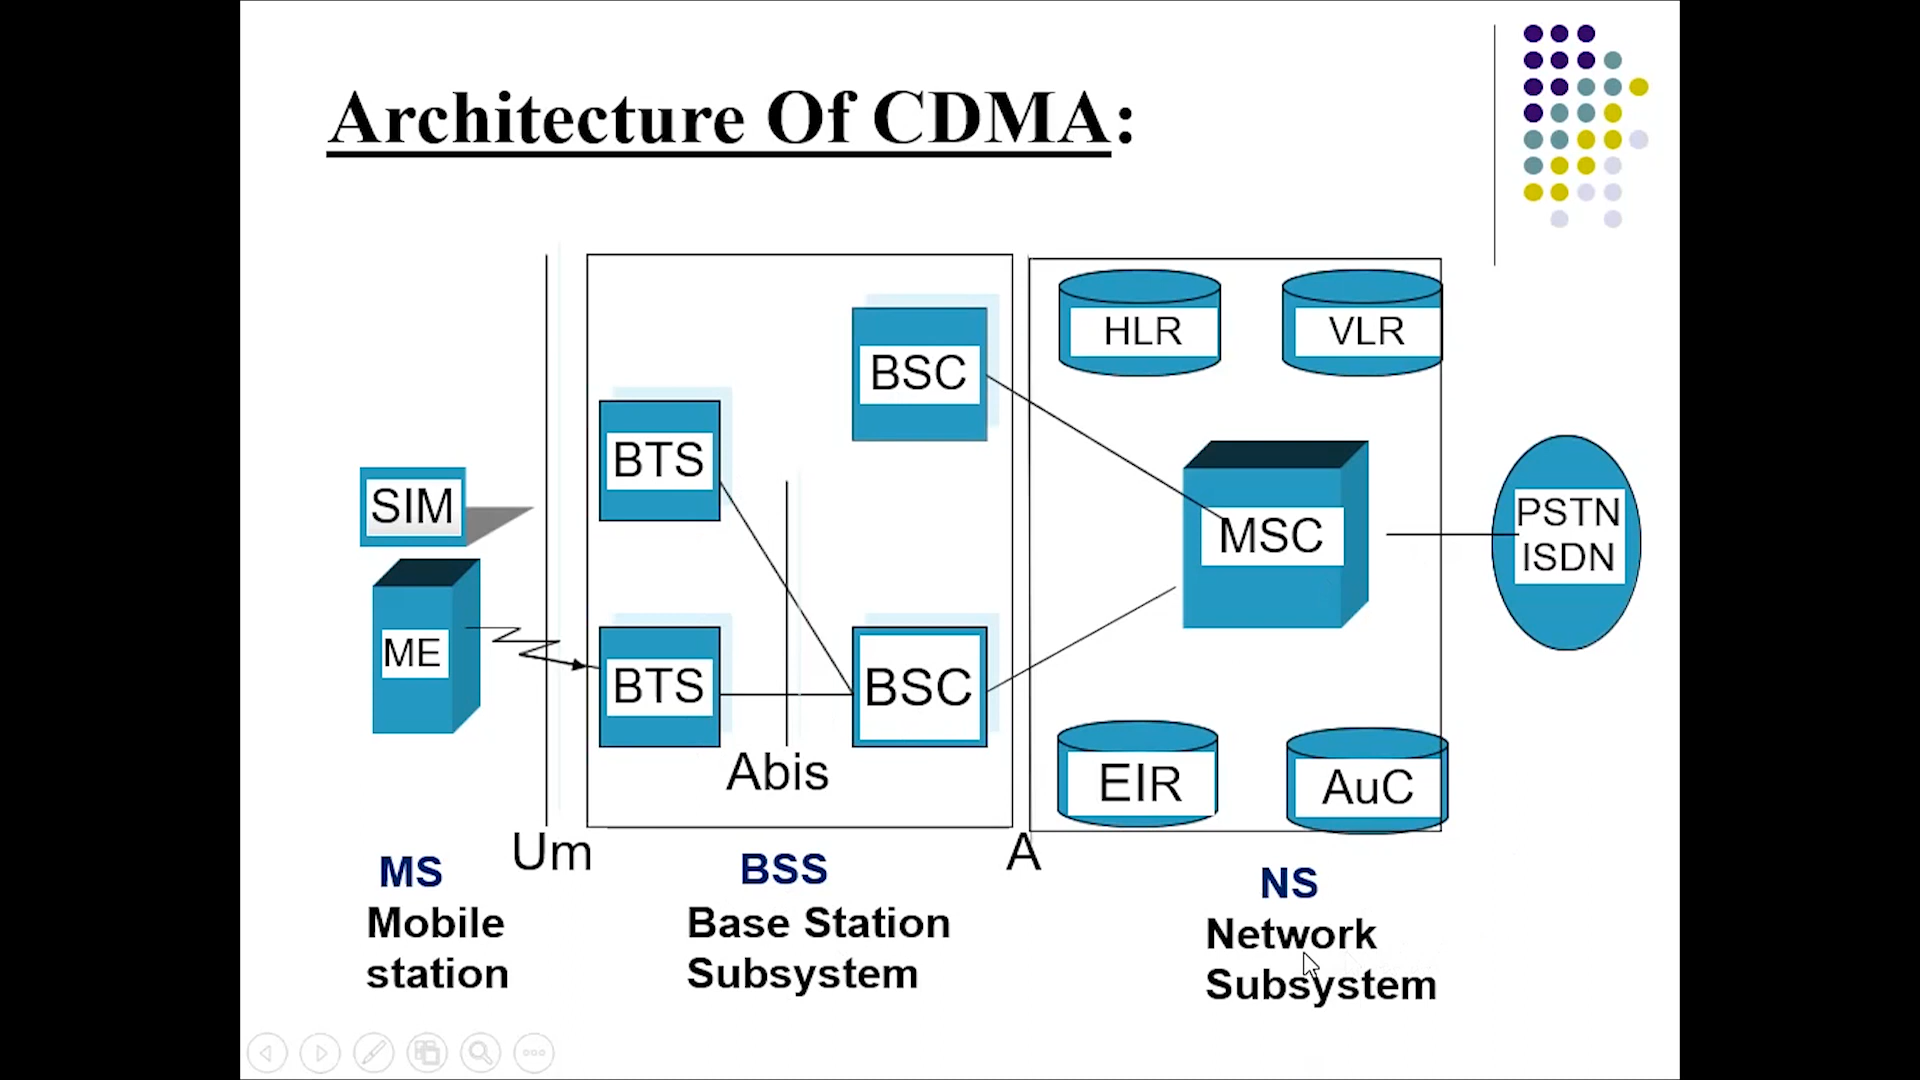 Architecture Of CDMA:
HLR
VLR
BSC
BTS
SIM
MSC
PSTN
ISDN
ME
BTS
BSC
Abis
EIR
AuC
Um
A
MS
Mobile
station
BSS
Base Station
Subsystem
NS
Network
Subsystem